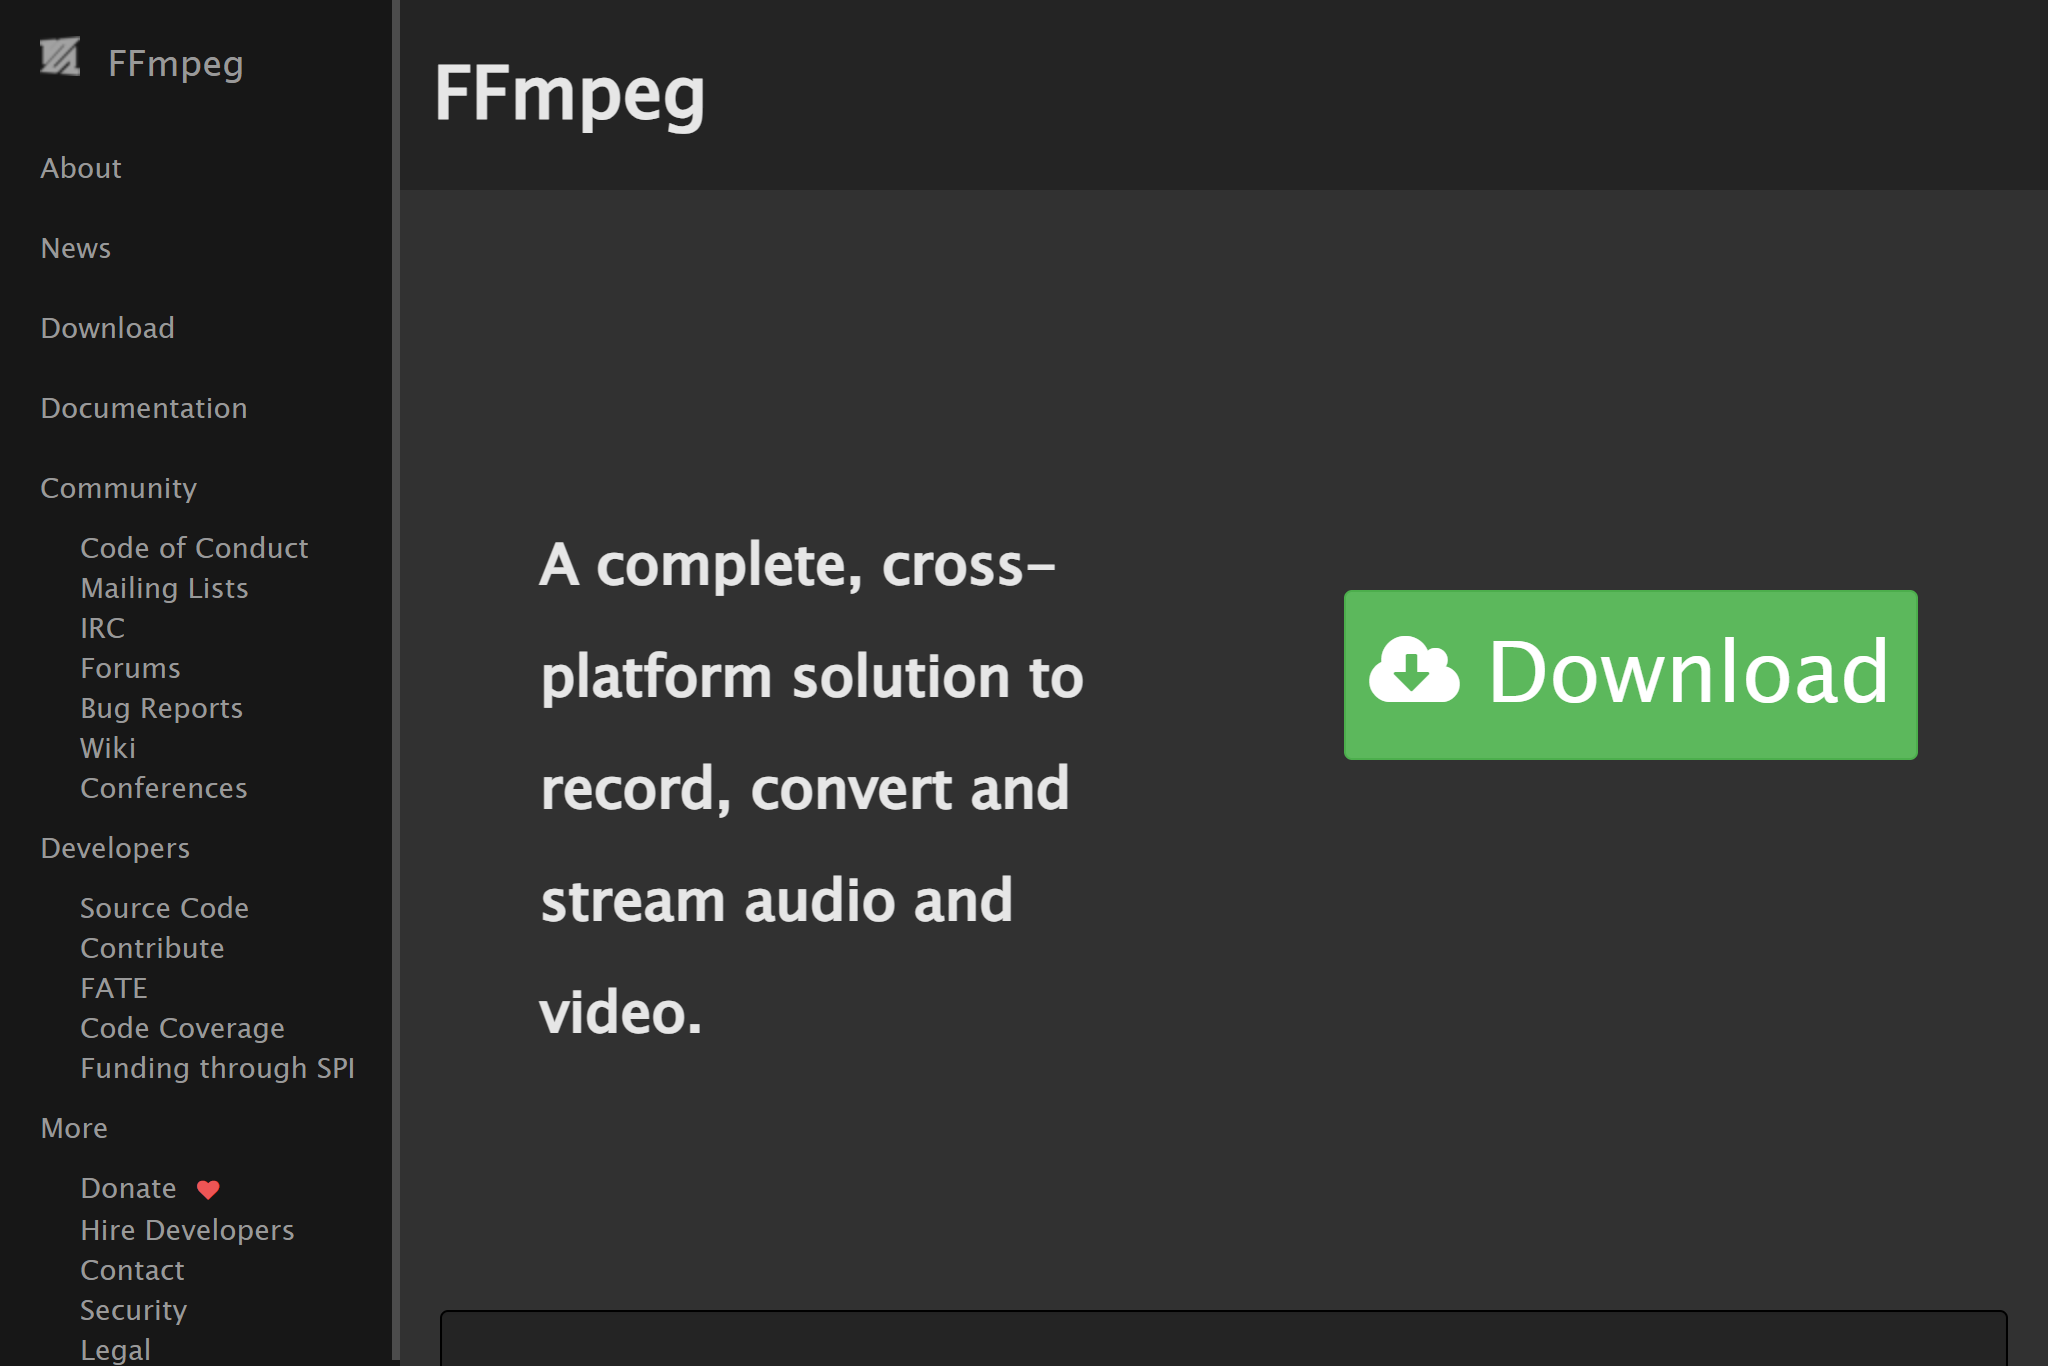 FFmpeg
About
News
Download
Documentation
Community
Code of Conduct
Mailing Lists
IRC
Forums
Bug Reports
Wiki
Conferences
Developers
Source Code
Contribute
FATE
Code Coverage
Funding through SPI
More
Donate
Hire Developers
Contact
Security
Legal
FFmpeg
A complete, cross-
platform solution to
record, convert and
stream audio and
video.
Download